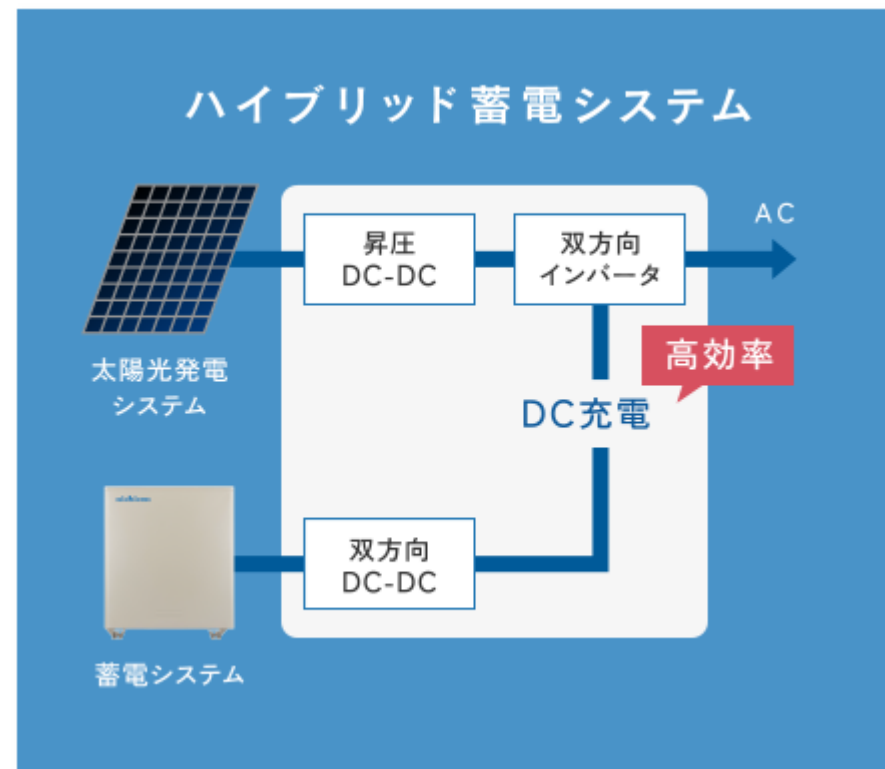 ハイブリッド蓄電システム
AC
昇圧
DC-DC
双方向
インバータ
高効率
太陽光発電
システム
DC充電
双方向
DC-DC
蓄電システム